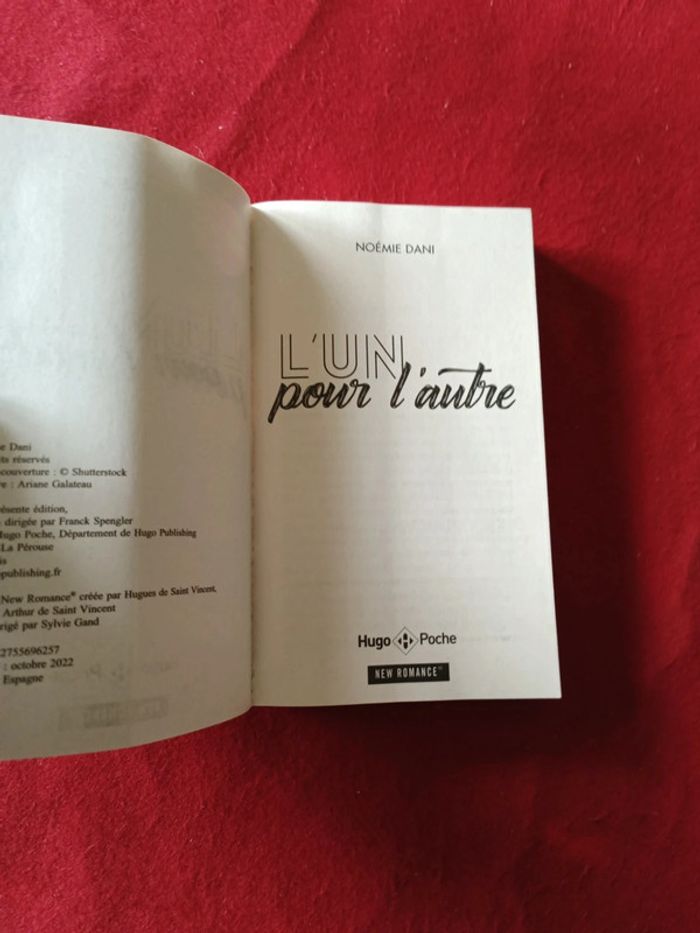 e Dani
ts réservés
couverture : © Shutterstock
e : Ariane Galateau
ésente édition,
dirigée par Franck Spengler
Hugo Poche, Département de Hugo Publishing
La Pérouse
is
publishing.fr
New Romance® créée par Hugues de Saint Vincent,
Arthur de Saint Vincent
irigé par Sylvie Gand
2755696257
: octobre 2022
Espagne
NOÉMIE DANI
L'UN
pour l'autre
Hugo Poche
NEW ROMANCE™